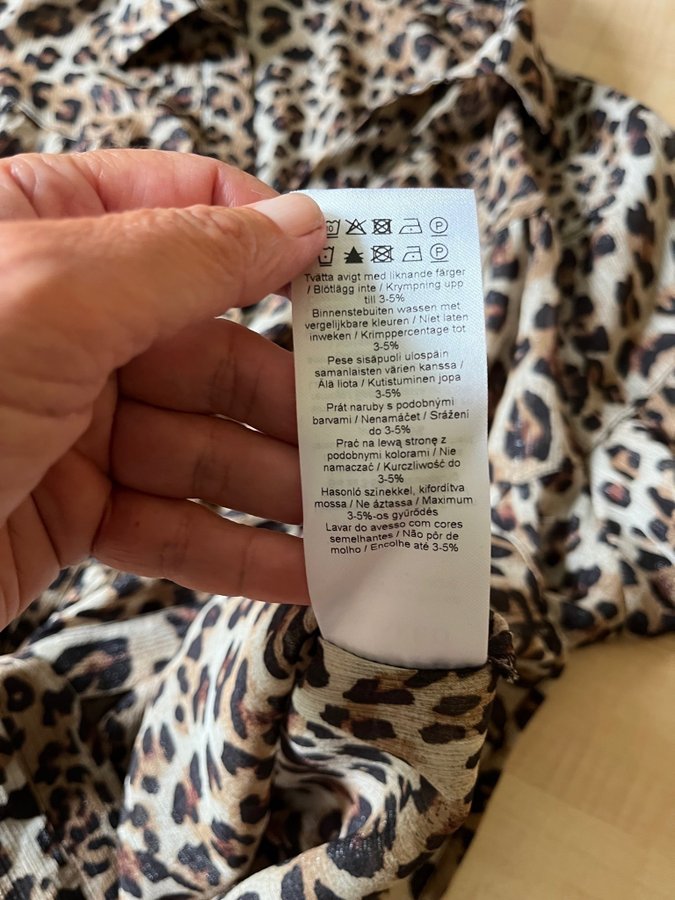 P
P
Tvätta avigt med liknande färger
/ Blötlägg inte / Krympning upp
till 3-5%
Binnenstebuiten wassen met
vergelijkbare kleuren / Niet laten
inweken / Krimppercentage tot
3-5%
Pese sisäpuoli ulospäin
samanlaisten värien kanssa /
Älä liota / Kutistuminen jopa
3-5%
Prát naruby s podobnými
barvami / Nenamáčet / Srážení
do 3-5%
Prać na lewą stronę z
podobnymi kolorami / Nie
namaczać / Kurczliwość do
3-5%
Hasonló színekkel, kifordítva
mossa / Ne áztassa / Maximum
3-5%-os gyűrődés
Lavar do avesso com cores
semelhantes / Não pôr de
molho / Encolhe até 3-5%